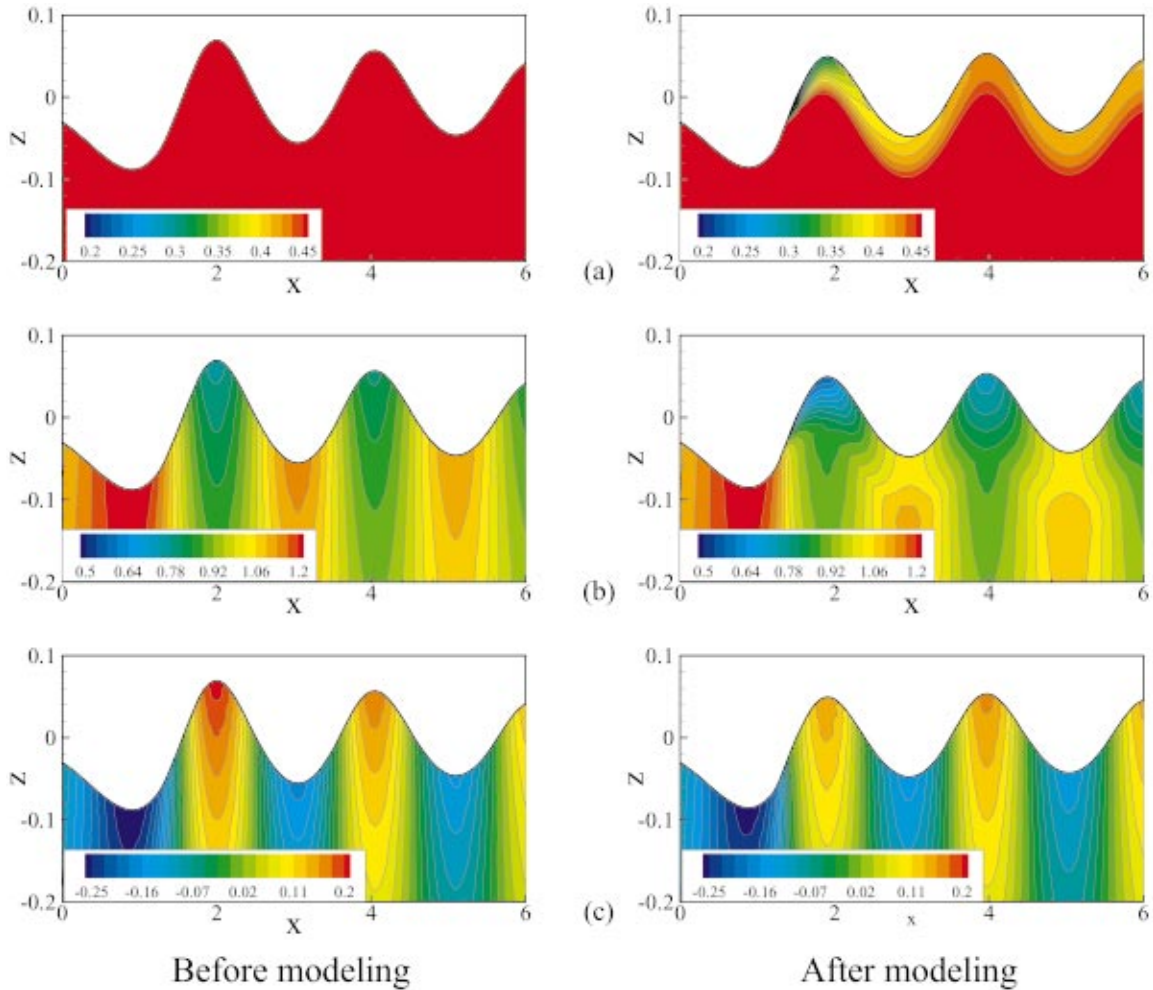 0.1 0.1
0 0
Z Z
-0.1 -0.1
0.2 0.25 0.3 0.35 0.4 0.45 0.2 0.25 0.3 0.35 0.4 0.45
-0.2 -0.2
0 2 4 6 (a) 0 2 4 6
X X
0.1 0.1
0 0
Z Z
-0.1 -0.1
0.5 0.64 0.78 0.92 1.06 1.2 0.5 0.64 0.78 0.92 1.06 1.2
-0.2 -0.2
0 2 4 6 (b) 0 2 4 6
X X
0.1 0.1
0 0
Z Z
-0.1 -0.1
-0.25 -0.16 -0.07 0.02 0.11 0.2 -0.25 -0.16 -0.07 0.02 0.11 0.2
-0.2 -0.2
0 2 4 6 (c) 0 2 4 6
X x
Before modeling After modeling